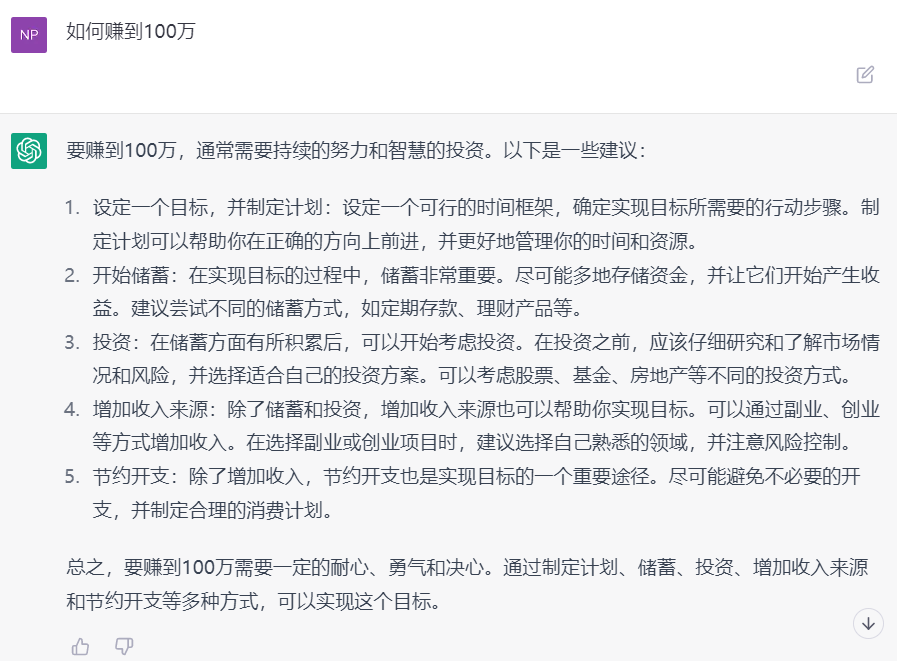 NP 如何赚到100万
要赚到100万，通常需要持续的努力和智慧的投资。以下是一些建议：
1. 设定一个目标，并制定计划：设定一个可行的时间框架，确定实现目标所需要的行动步骤。制
定计划可以帮助你在正确的方向上前进，并更好地管理你的时间和资源。
2. 开始储蓄：在实现目标的过程中，储蓄非常重要。尽可能多地存储资金，并让它们开始产生收
益。建议尝试不同的储蓄方式，如定期存款、理财产品等。
3. 投资：在储蓄方面有所积累后，可以开始考虑投资。在投资之前，应该仔细研究和了解市场情
况和风险，并选择适合自己的投资方案。可以考虑股票、基金、房地产等不同的投资方式。
4. 增加收入来源：除了储蓄和投资，增加收入来源也可以帮助你实现目标。可以通过副业、创业
等方式增加收入。在选择副业或创业项目时，建议选择自己熟悉的领域，并注意风险控制。
5. 节约开支：除了增加收入，节约开支也是实现目标的一个重要途径。尽可能避免不必要的开
支，并制定合理的消费计划。
总之，要赚到100万需要一定的耐心、勇气和决心。通过制定计划、储蓄、投资、增加收入来源
和节约开支等多种方式，可以实现这个目标。